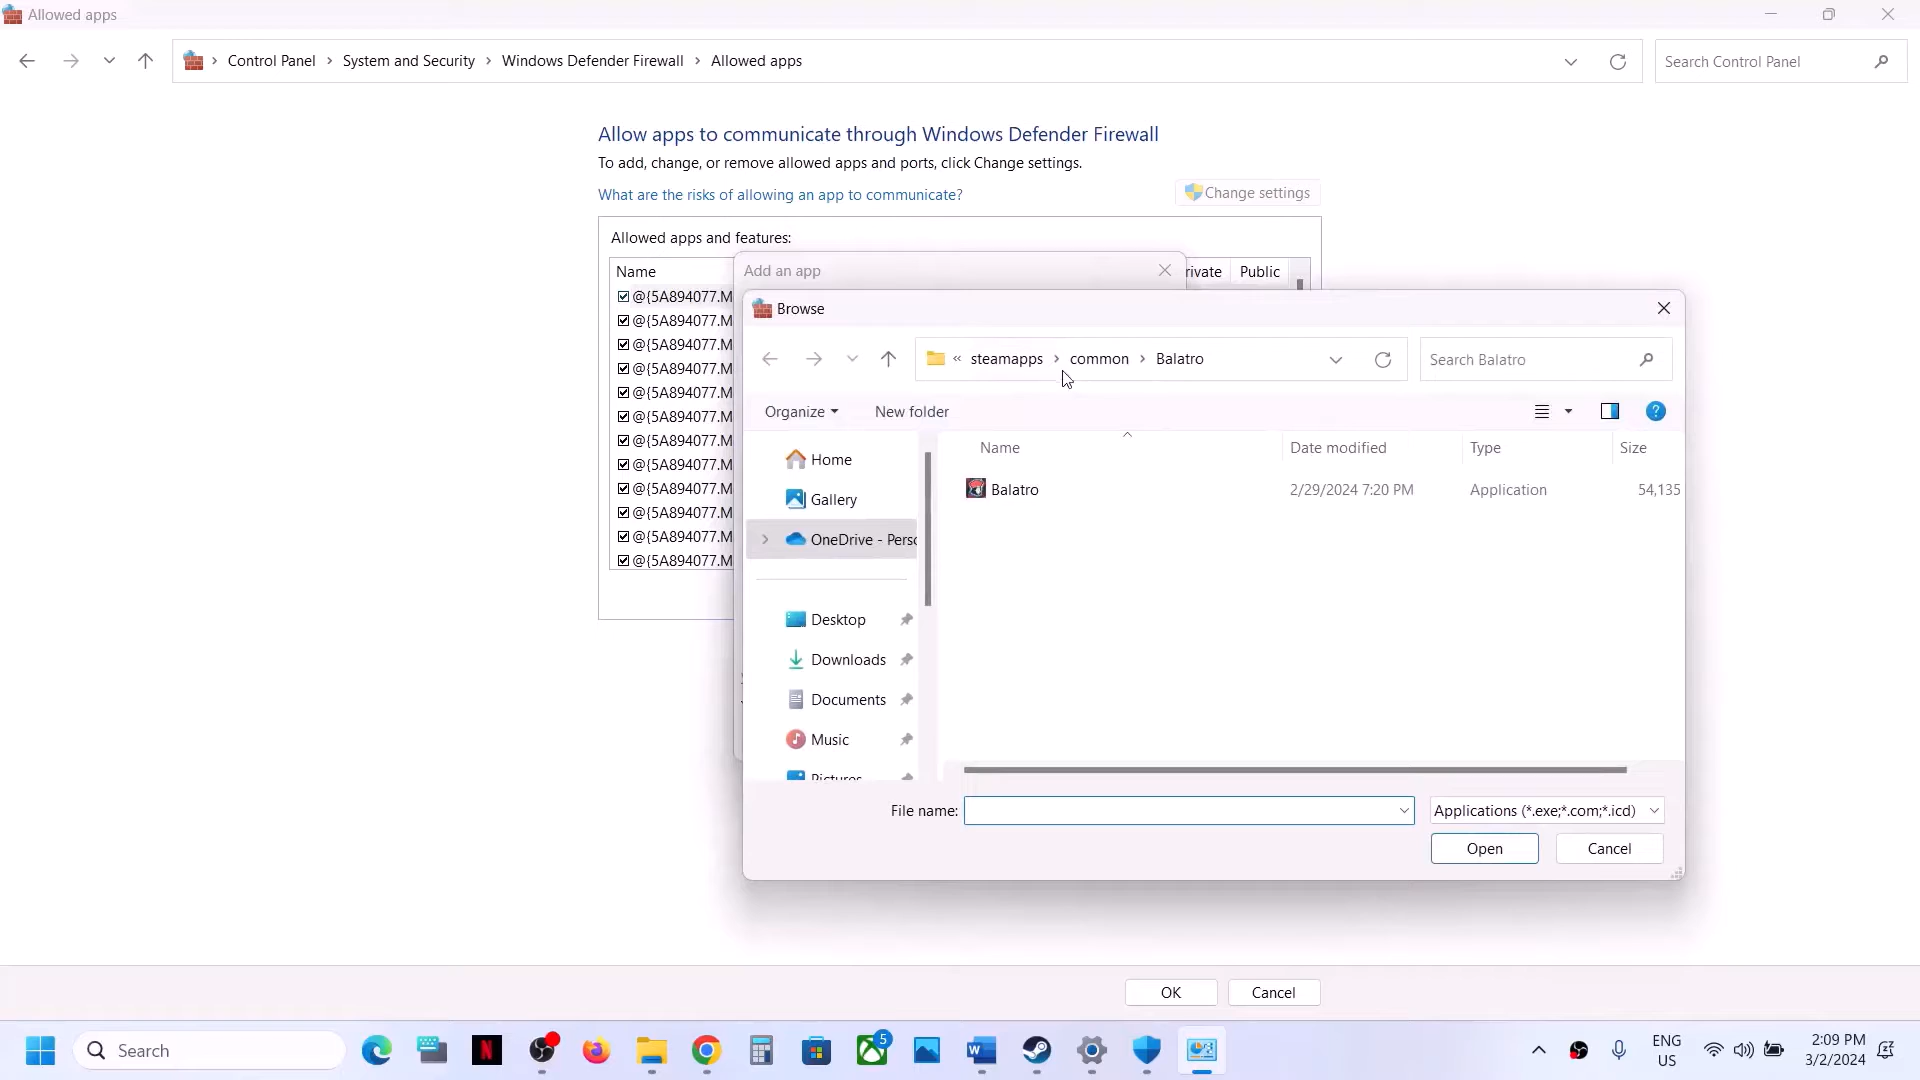 Allowed apps
Control Panel > System and Security > Windows Defender Firewall > Allowed apps
Search Control Panel
Allow apps to communicate through Windows Defender Firewall
To add, change, or remove allowed apps and ports, click Change settings.
What are the risks of allowing an app to communicate?
Change settings
Allowed apps and features:
Name
rivate
Public
@{5A894077.M
@{5A894077.M
@{5A894077.M
@{5A894077.M
@{5A894077.M
@{5A894077.M
@{5A894077.M
@{5A894077.M
@{5A894077.M
@{5A894077.M
@{5A894077.M
@{5A894077.M
Add an app
Browse
« steamapps > common > Balatro
Search Balatro
Organize
New folder
Home
Gallery
OneDrive - Perso
Desktop
Downloads
Documents
Music
Pictures
Name
Date modified
Type
Size
Balatro
2/29/2024 7:20 PM
Application
54,135
File name:
Applications (*.exe;*.com;*.icd)
Open
Cancel
OK
Cancel
Search
N
5
W
ENG
US
2:09 PM
3/2/2024